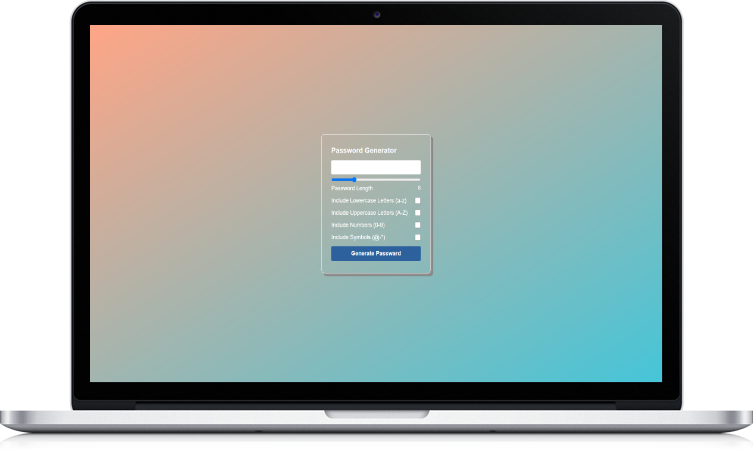 Password Generator
Password Length 8
Include Lowercase Letters (a-z)
Include Uppercase Letters (A-Z)
Include Numbers (0-9)
Include Symbols (@-*)
Generate Password